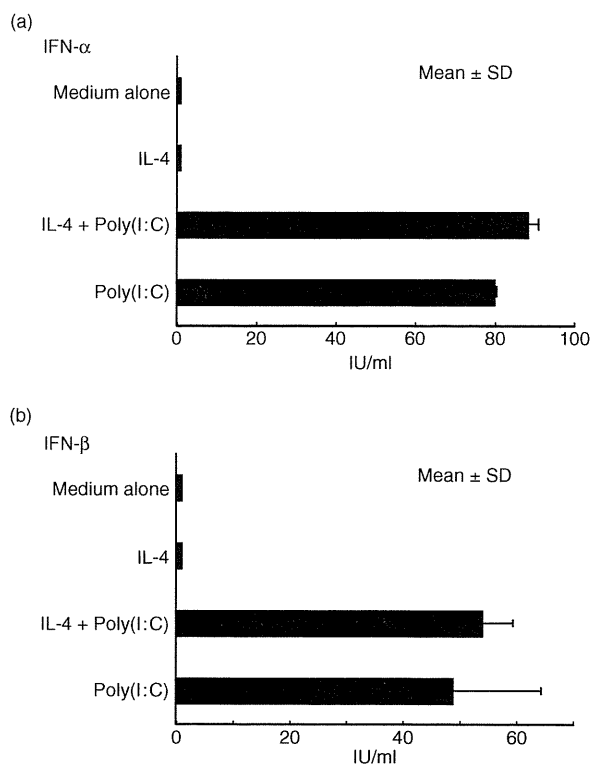 (a)
IFN-α
Mean ± SD
Medium alone
IL-4
IL-4 + Poly(I:C)
Poly(I:C)
0 20 40 60 80 100
IU/ml
(b)
IFN-β
Mean ± SD
Medium alone
IL-4
IL-4 + Poly(I:C)
Poly(I:C)
0 20 40 60
IU/ml